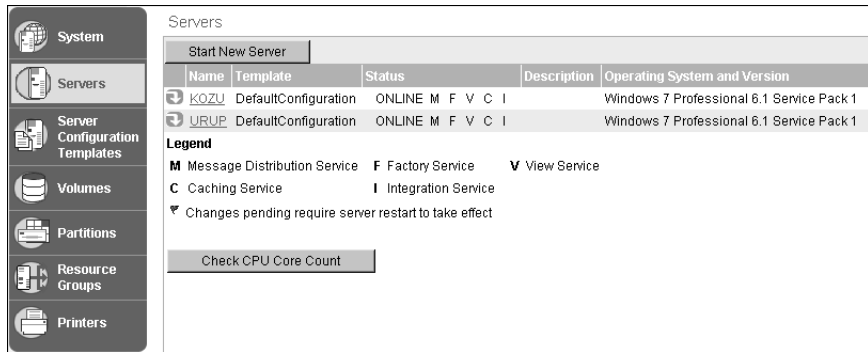 System
Servers
Server
Configuration
Templates
Volumes
Partitions
Resource
Groups
Printers
Servers
Start New Server
Name Template Status Description Operating System and Version
KOZU DefaultConfiguration ONLINE M F V C I Windows 7 Professional 6.1 Service Pack 1
URUP DefaultConfiguration ONLINE M F V C I Windows 7 Professional 6.1 Service Pack 1
Legend
M Message Distribution Service F Factory Service V View Service
C Caching Service I Integration Service
Changes pending require server restart to take effect
Check CPU Core Count